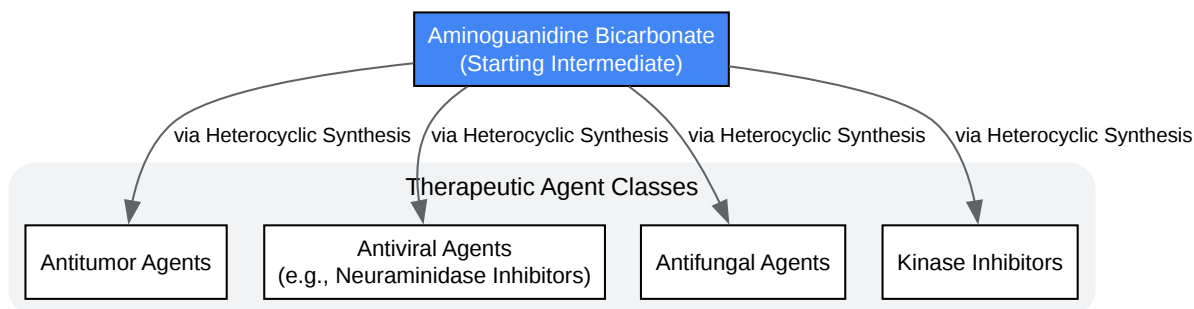 Aminoguanidine Bicarbonate
(Starting Intermediate)
via Heterocyclic Synthesis
via Heterocyclic Synthesis
via Heterocyclic Synthesis
via Heterocyclic Synthesis
Therapeutic Agent Classes
Antitumor Agents
Antiviral Agents
(e.g., Neuraminidase Inhibitors)
Antifungal Agents
Kinase Inhibitors